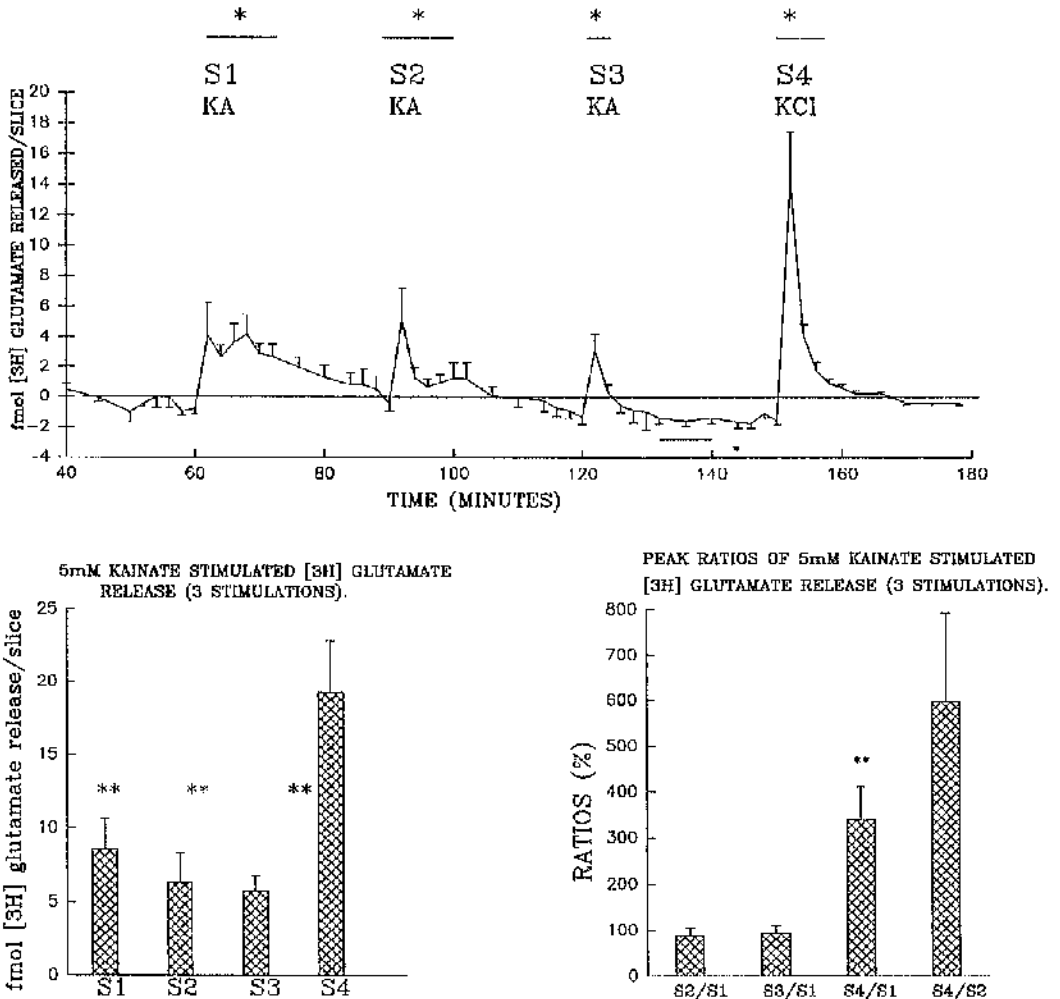 * * * *
S1 S2 S3 S4
KA KA KA KCl
fmol [3H] GLUTAMATE RELEASED/SLICE
20
18
16
14
12
10
8
6
4
2
0
-2
-4
40 60 80 100 120 140 160 180
TIME (MINUTES)
5mM KAINATE STIMULATED [3H] GLUTAMATE
RELEASE (3 STIMULATIONS).
fmol [3H] glutamate release/slice
25
20
15
10
5
0
** ** **
S1 S2 S3 S4
PEAK RATIOS OF 5mM KAINATE STIMULATED
[3H] GLUTAMATE RELEASE (3 STIMULATIONS).
RATIOS (%)
800
700
600
500
400
300
200
100
0
**
S2/S1 S3/S1 S4/S1 S4/S2